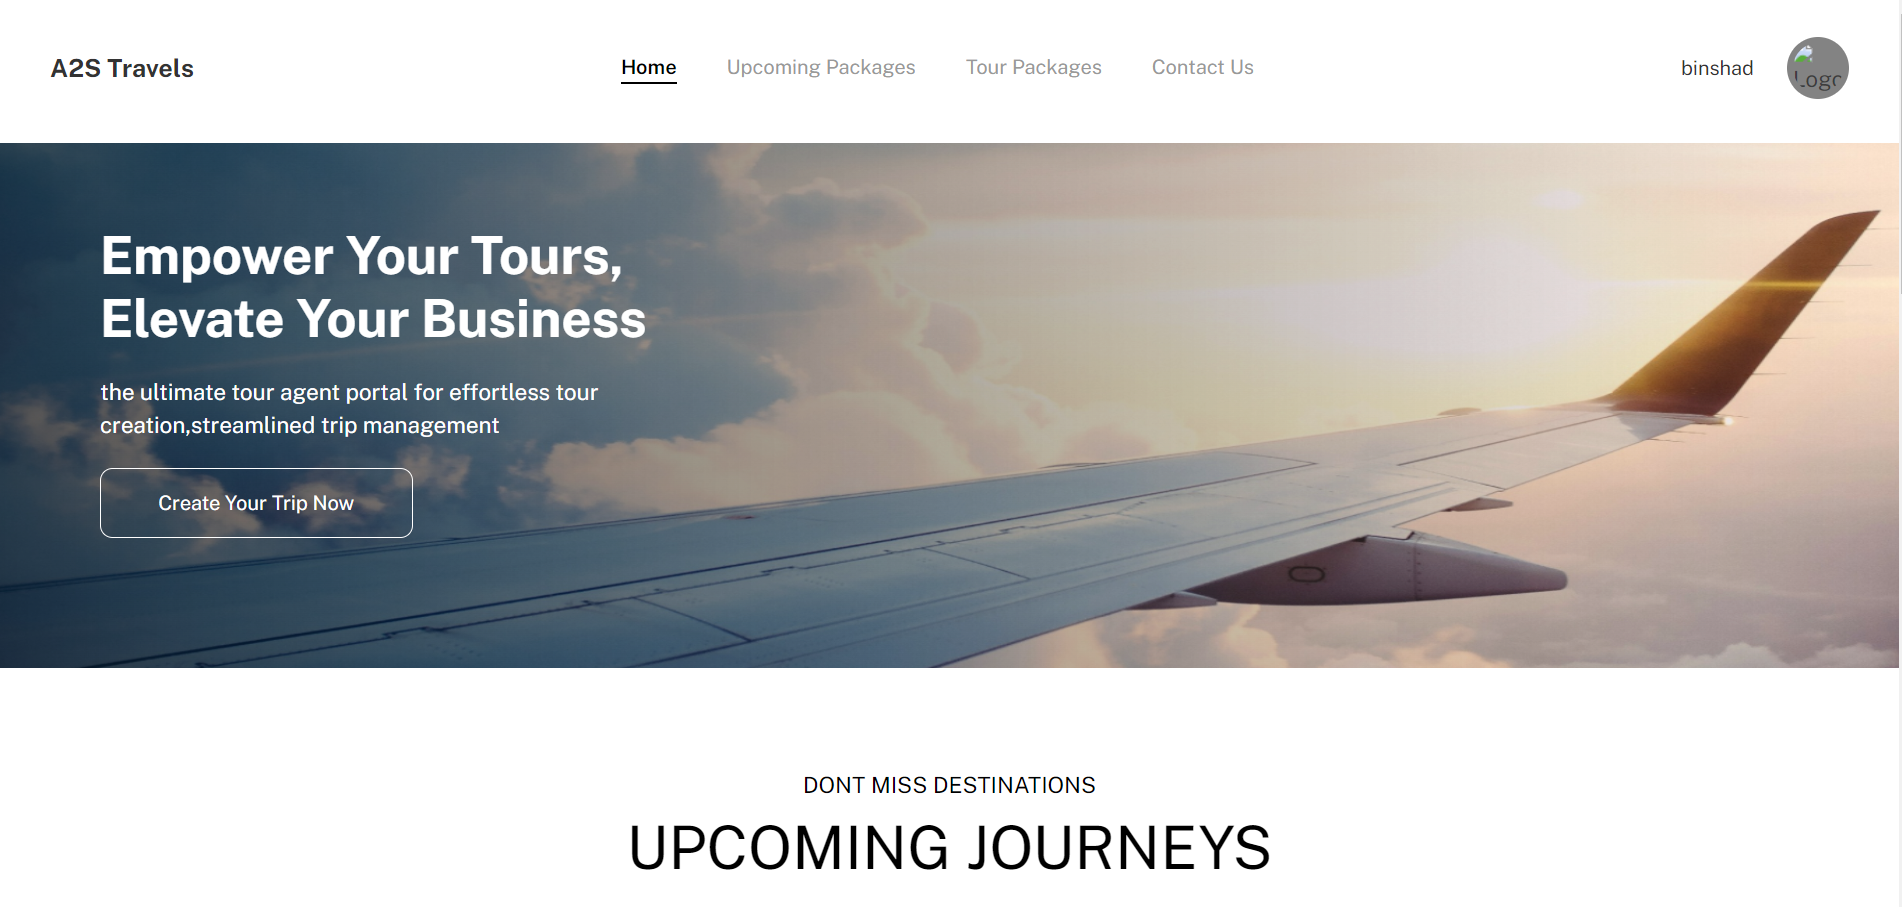 A2S Travels
Home
Upcoming Packages
Tour Packages
Contact Us
binshad
Logo
Empower Your Tours,
Elevate Your Business
the ultimate tour agent portal for effortless tour
creation,streamlined trip management
Create Your Trip Now
DONT MISS DESTINATIONS
UPCOMING JOURNEYS